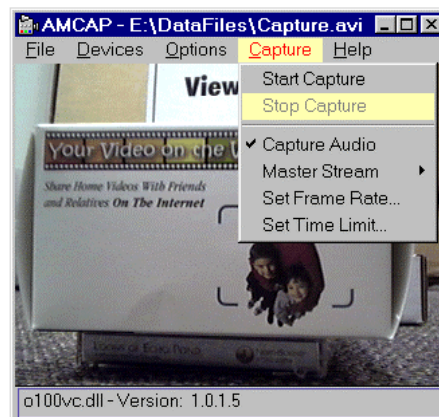 AMCAP - E:\DataFiles\Capture.avi
File Devices Options Capture Help
Start Capture
Stop Capture
Capture Audio
Master Stream
Set Frame Rate...
Set Time Limit...
View
Your Video on the
Share Home Videos With Friends
and Relatives On The Internet
o100vc.dll - Version: 1.0.1.5